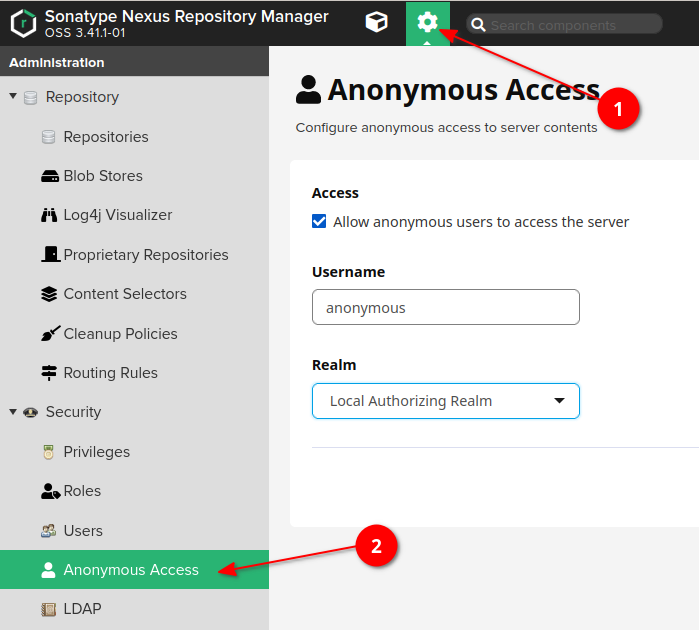 Sonatype Nexus Repository Manager
OSS 3.41.1-01
Search components
Administration
Repository
Repositories
Blob Stores
Log4j Visualizer
Proprietary Repositories
Content Selectors
Cleanup Policies
Routing Rules
Security
Privileges
Roles
Users
Anonymous Access
LDAP
Anonymous Access
1
Configure anonymous access to server contents
Access
Allow anonymous users to access the server
Username
anonymous
Realm
Local Authorizing Realm
2